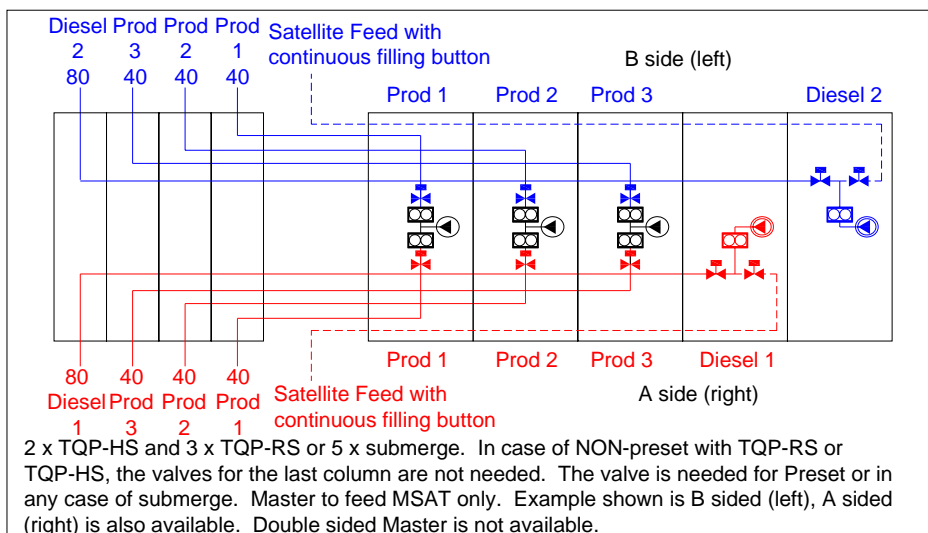 Diesel Prod Prod Prod
2 3 2 1
80 40 40 40
Satellite Feed with
continuous filling button
B side (left)
Prod 1 Prod 2 Prod 3 Diesel 2
Prod 1 Prod 2 Prod 3 Diesel 1
80 40 40 40
Diesel Prod Prod Prod
1 3 2 1
Satellite Feed with
continuous filling button
A side (right)
2 x TQP-HS and 3 x TQP-RS or 5 x submerge. In case of NON-preset with TQP-RS or
TQP-HS, the valves for the last column are not needed. The valve is needed for Preset or in
any case of submerge. Master to feed MSAT only. Example shown is B sided (left), A sided
(right) is also available. Double sided Master is not available.